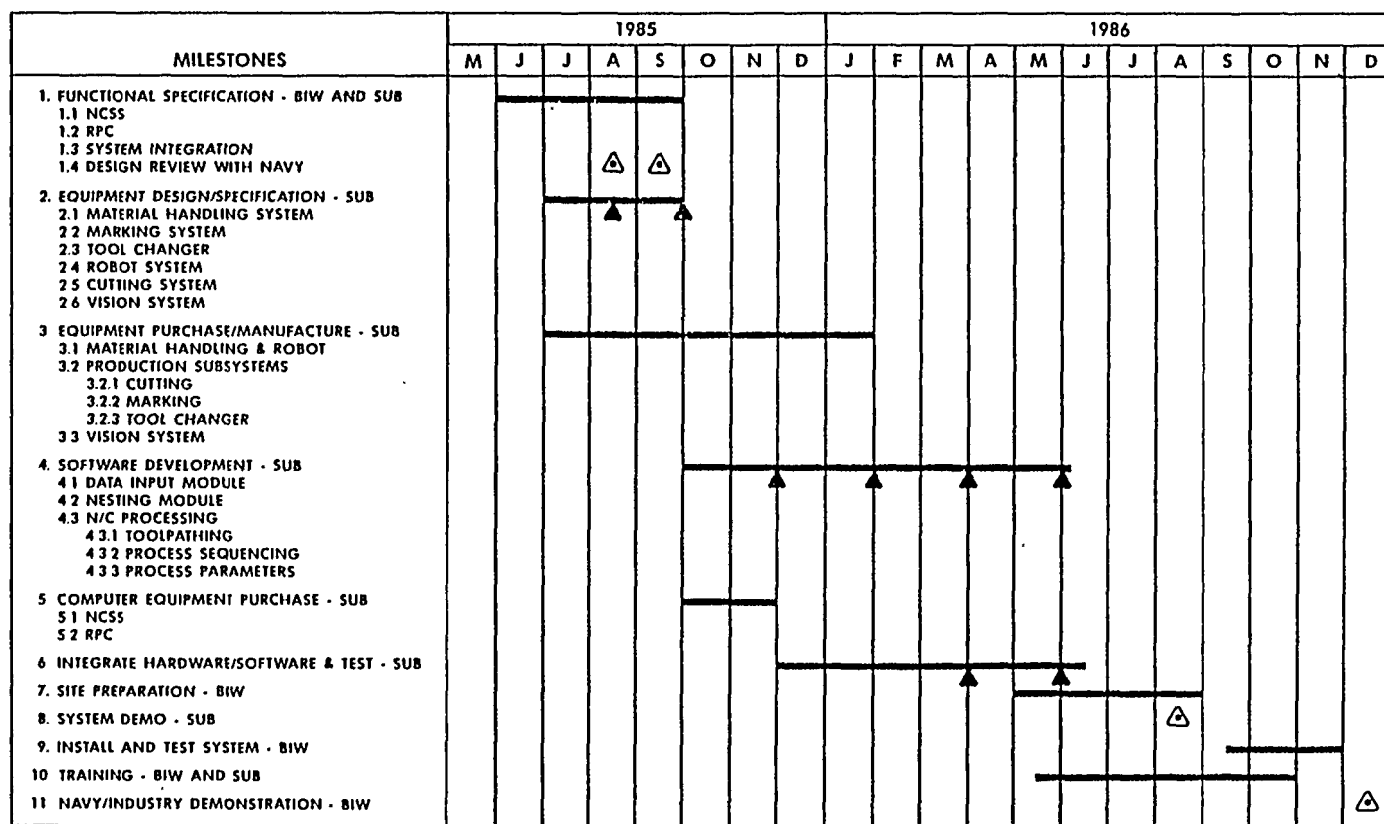 1985 1986
MILESTONES M J J A S O N D J F M A M J J A S O N D
1. FUNCTIONAL SPECIFICATION - BIW AND SUB
1.1 NCSS
1.2 RPC
1.3 SYSTEM INTEGRATION
1.4 DESIGN REVIEW WITH NAVY
2. EQUIPMENT DESIGN/SPECIFICATION - SUB
2.1 MATERIAL HANDLING SYSTEM
2 2 MARKING SYSTEM
2.3 TOOL CHANGER
2 4 ROBOT SYSTEM
2 5 CUTTING SYSTEM
2 6 VISION SYSTEM
3 EQUIPMENT PURCHASE/MANUFACTURE - SUB
3.1 MATERIAL HANDLING & ROBOT
3.2 PRODUCTION SUBSYSTEMS
3.2.1 CUTTING
3.2.2 MARKING
3.2.3 TOOL CHANGER
3 3 VISION SYSTEM
4. SOFTWARE DEVELOPMENT - SUB
4 1 DATA INPUT MODULE
4 2 NESTING MODULE
4.3 N/C PROCESSING
4 3.1 TOOLPATHING
4 3 2 PROCESS SEQUENCING
4 3 3 PROCESS PARAMETERS
5 COMPUTER EQUIPMENT PURCHASE - SUB
5 1 NCSS
5 2 RPC
6 INTEGRATE HARDWARE/SOFTWARE & TEST - SUB
7. SITE PREPARATION - BIW
8. SYSTEM DEMO - SUB
9. INSTALL AND TEST SYSTEM - BIW
10 TRAINING - BIW AND SUB
11 NAVY/INDUSTRY DEMONSTRATION - BIW